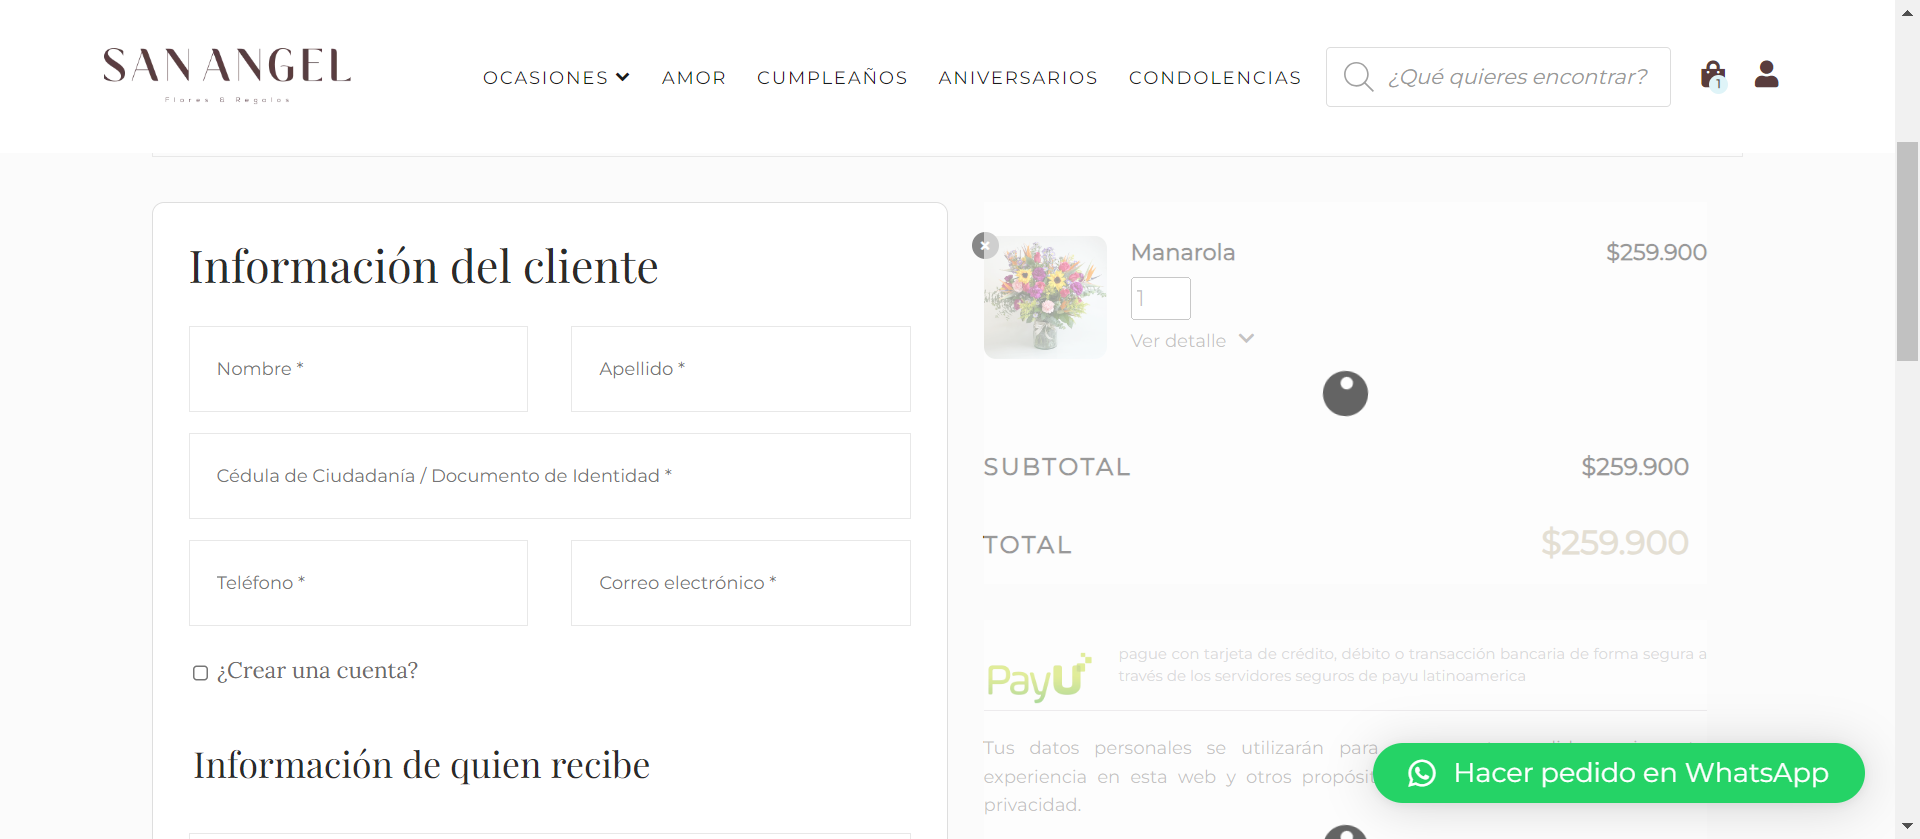 SAN ANGEL
Flores & Regalos
OCASIONES
AMOR
CUMPLEAÑOS
ANIVERSARIOS
CONDOLENCIAS
¿Qué quieres encontrar?
1
Información del cliente
Nombre *
Apellido *
Cédula de Ciudadanía / Documento de Identidad *
Teléfono *
Correo electrónico *
¿Crear una cuenta?
Información de quien recibe
Manarola
$259.900
1
Ver detalle
SUBTOTAL
$259.900
TOTAL
$259.900
PayU
pague con tarjeta de crédito, débito o transacción bancaria de forma segura a
través de los servidores seguros de payu latinoamerica
Tus datos personales se utilizarán para
experiencia en esta web y otros
privacidad.
Hacer pedido en WhatsApp